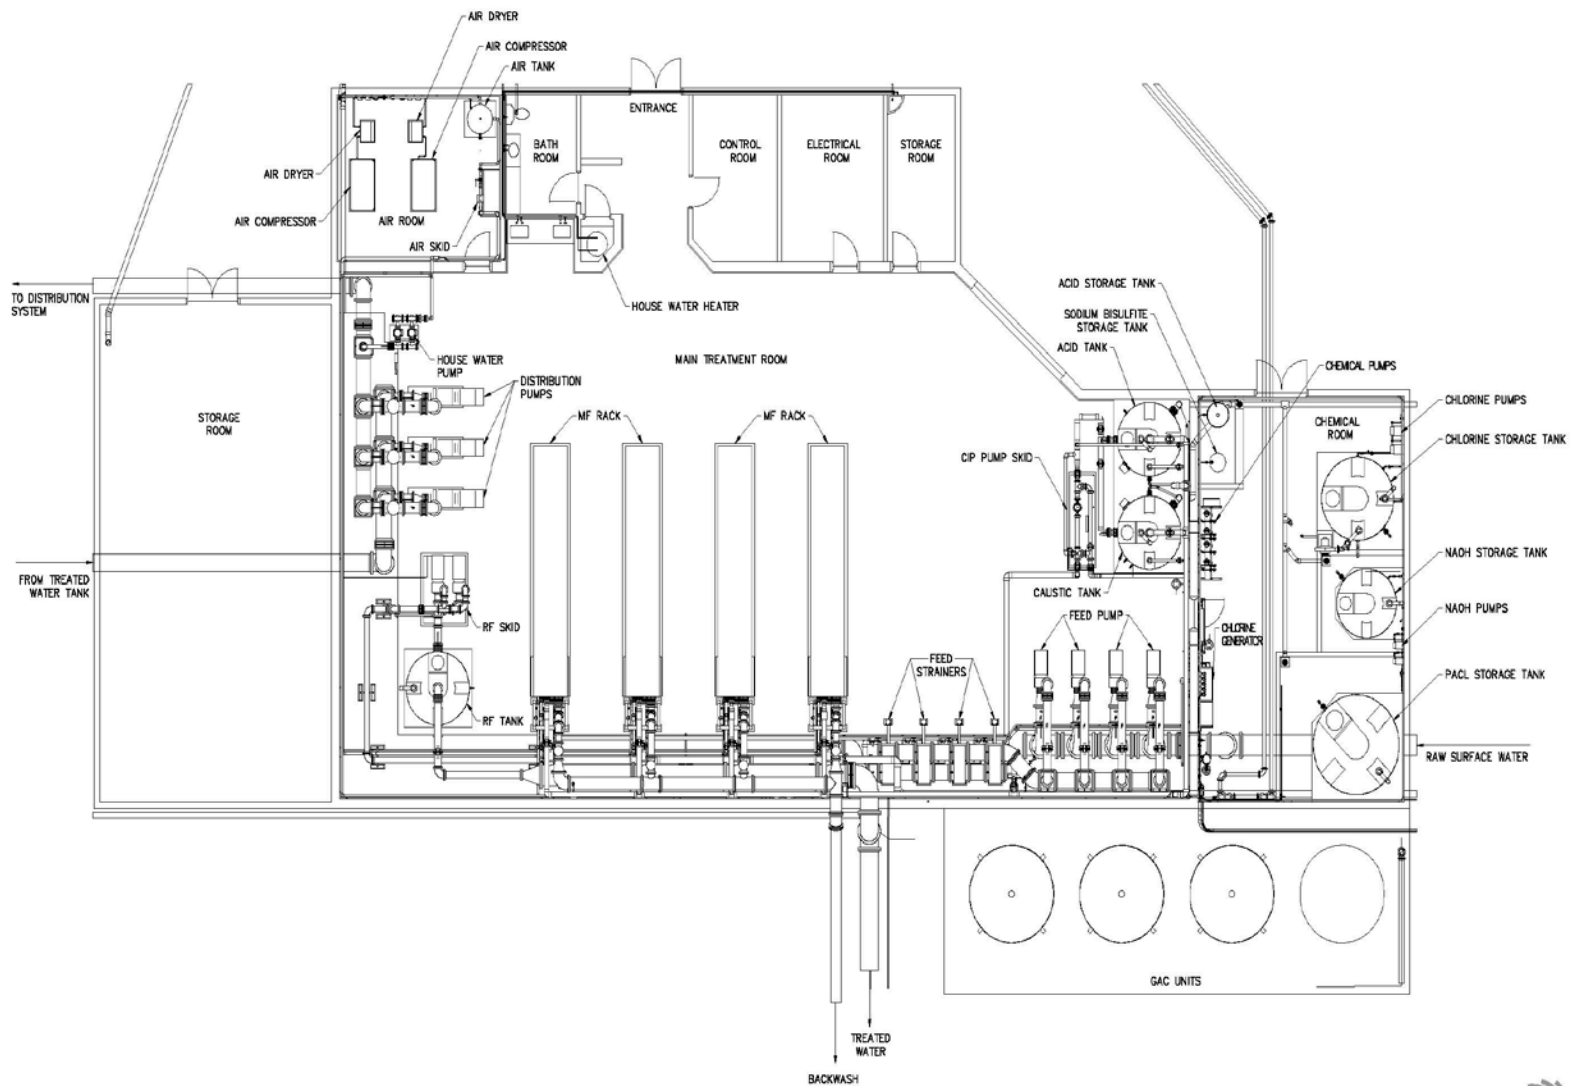 AIR DRYER
AIR COMPRESSOR
AIR TANK
ENTRANCE
BATH
ROOM
CONTROL
ROOM
ELECTRICAL
ROOM
STORAGE
ROOM
AIR DRYER
AIR COMPRESSOR
AIR ROOM
AIR SKID
TO DISTRIBUTION
SYSTEM
HOUSE WATER HEATER
ACID STORAGE TANK
SODIUM BISULFITE
STORAGE TANK
ACID TANK
HOUSE WATER
PUMP
MAIN TREATMENT ROOM
CHEMICAL PUMPS
DISTRIBUTION
PUMPS
STORAGE
ROOM
MF RACK
MF RACK
CHEMICAL
ROOM
CHLORINE PUMPS
CHLORINE STORAGE TANK
CIP PUMP SKID
FROM TREATED
WATER TANK
CAUSTIC TANK
NAOH STORAGE TANK
NAOH PUMPS
RF SKID
FEED PUMP
CHLORINE
GENERATOR
FEED
STRAINERS
PACL STORAGE TANK
RF TANK
RAW SURFACE WATER
GAC UNITS
TREATED
WATER
BACKWASH